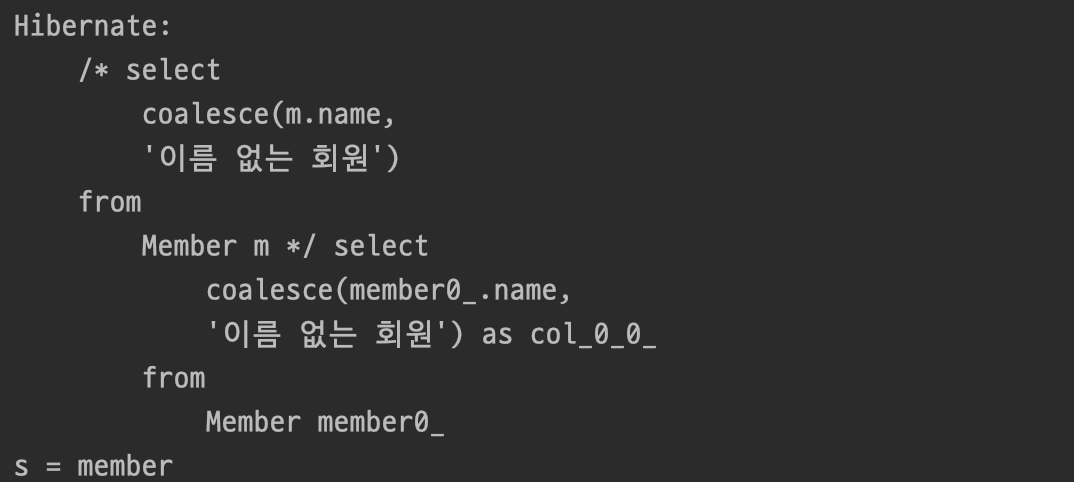 Hibernate:
    /* select
        coalesce(m.name,
        '이름 없는 회원')
    from
        Member m */ select
            coalesce(member0_.name,
            '이름 없는 회원') as col_0_0_
        from
            Member member0_
s = member